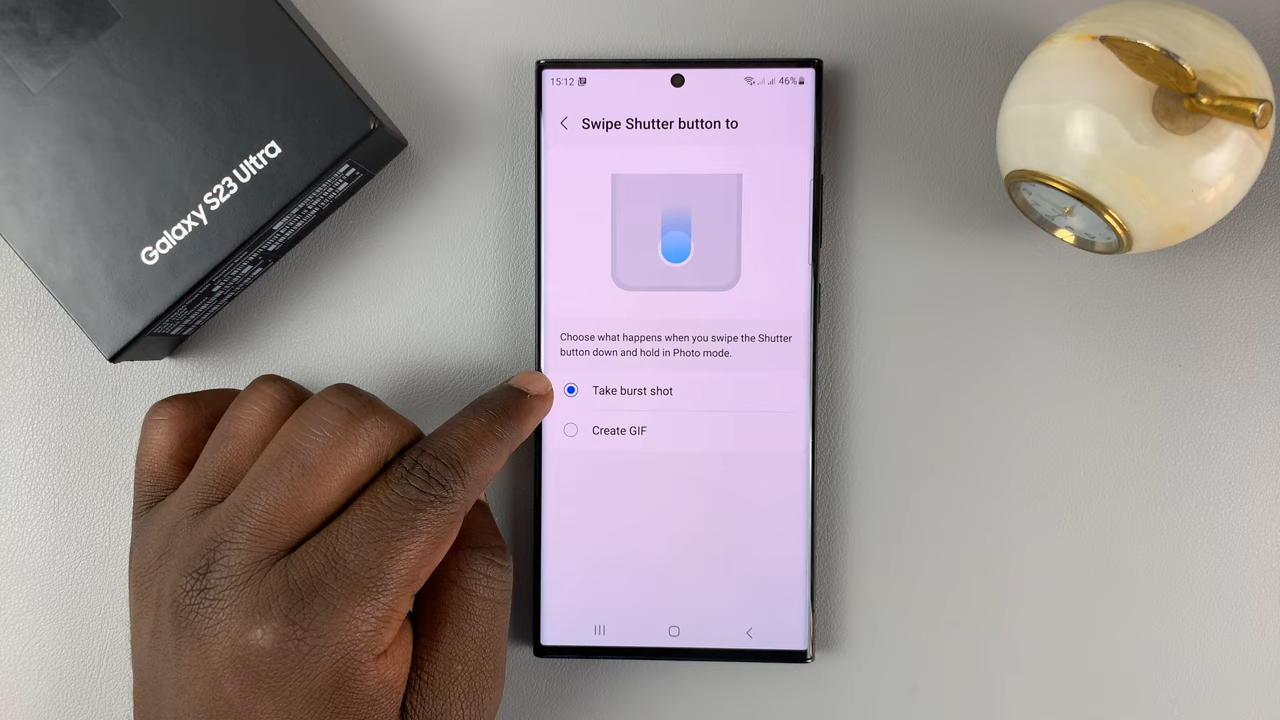 Galaxy S23 Ultra
15:12
46%
Swipe Shutter button to
Choose what happens when you swipe the Shutter
button down and hold in Photo mode.
Take burst shot
Create GIF